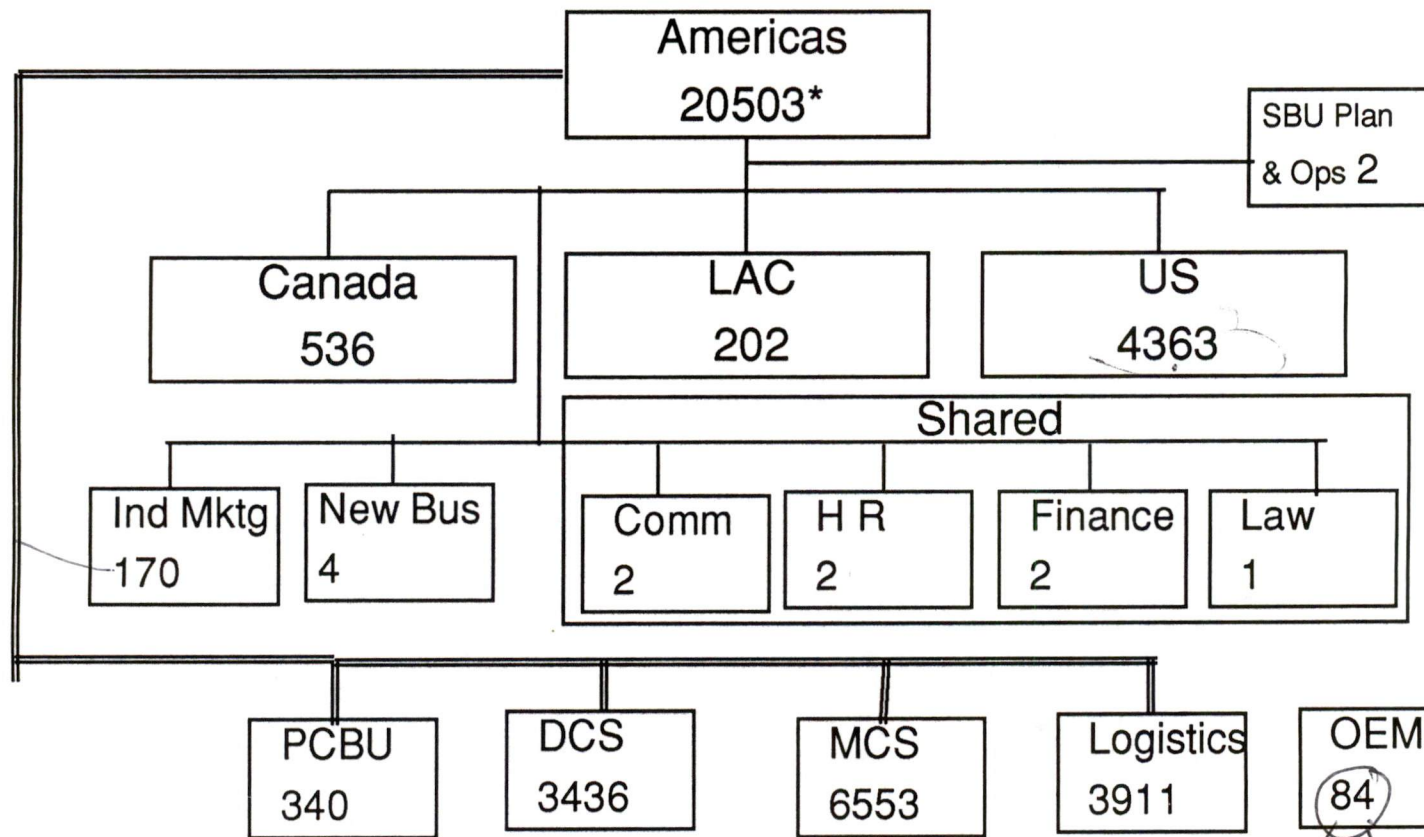 Americas
20503*
SBU Plan
& Ops 2
Canada
536
LAC
202
US
4363
Shared
Ind Mktg
170
New Bus
4
Comm
2
H R
2
Finance
2
Law
1
PCBU
340
DCS
3436
MCS
6553
Logistics
3911
OEM
84